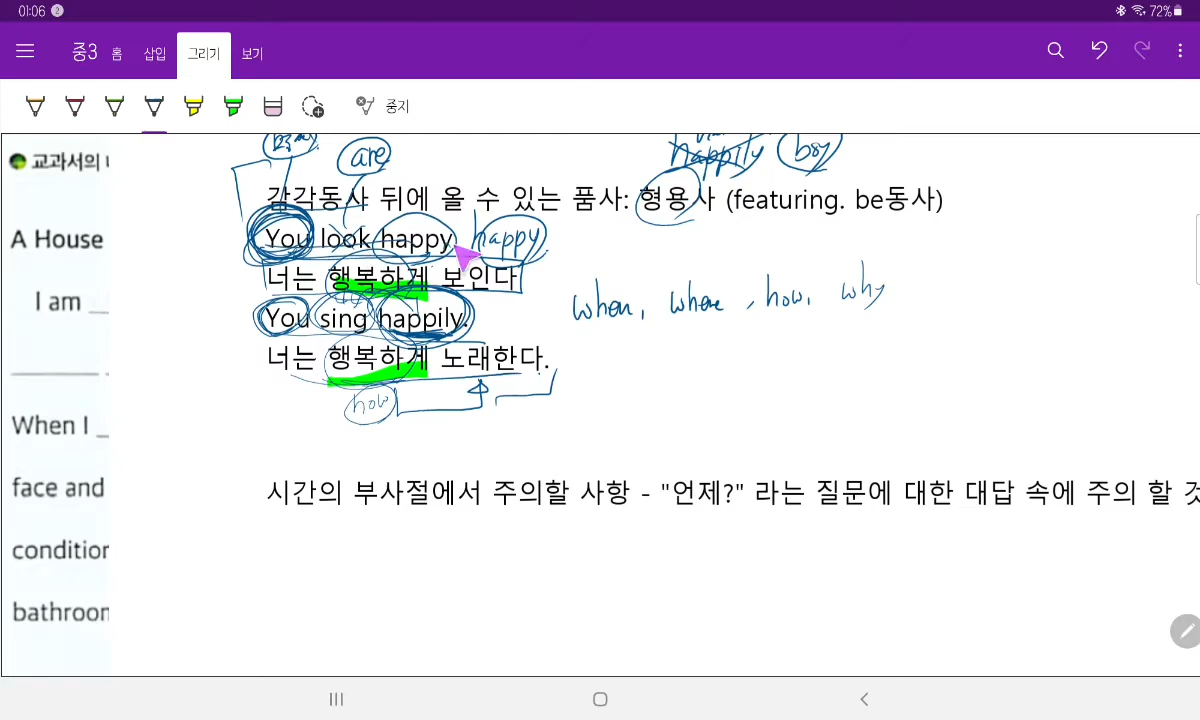 01:06 2 72%
중3 홈 삽입 그리기 보기
중지
are happily boy
교과서의
감각동사 뒤에 올 수 있는 품사: 형용사 (featuring. be동사)
A House
You look happy happy
너는 행복하게 보인다
I am __
when, where, how, why
You sing happily.
너는 행복하게 노래한다.
how
When I _
face and
시간의 부사절에서 주의할 사항 - "언제?" 라는 질문에 대한 대답 속에 주의 할
condition
bathroom